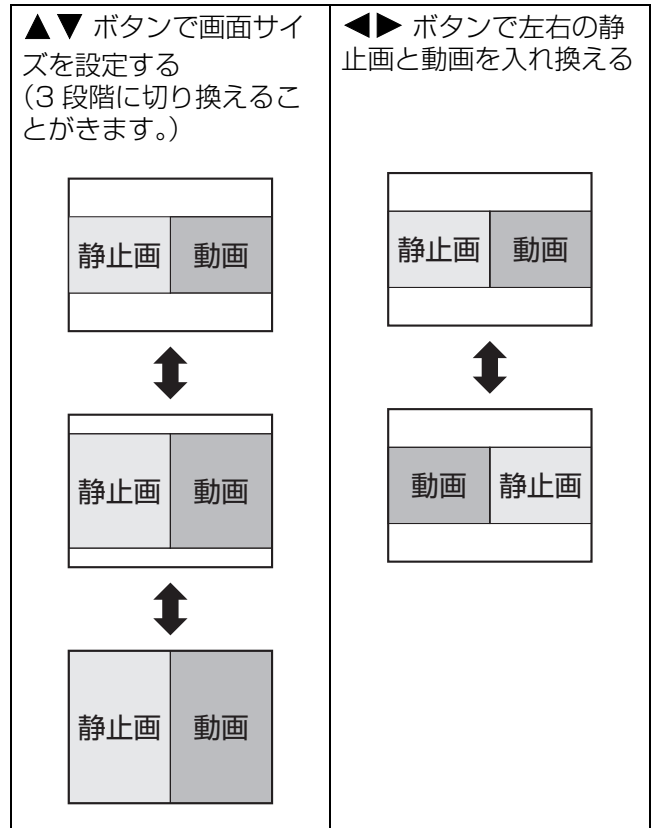 ▲▼ ボタンで画面サイ
ズを設定する
（3 段階に切り換えるこ
とがきます。）
静止画 動画
静止画 動画
静止画 動画
◀▶ ボタンで左右の静
止画と動画を入れ換える
静止画 動画
動画 静止画